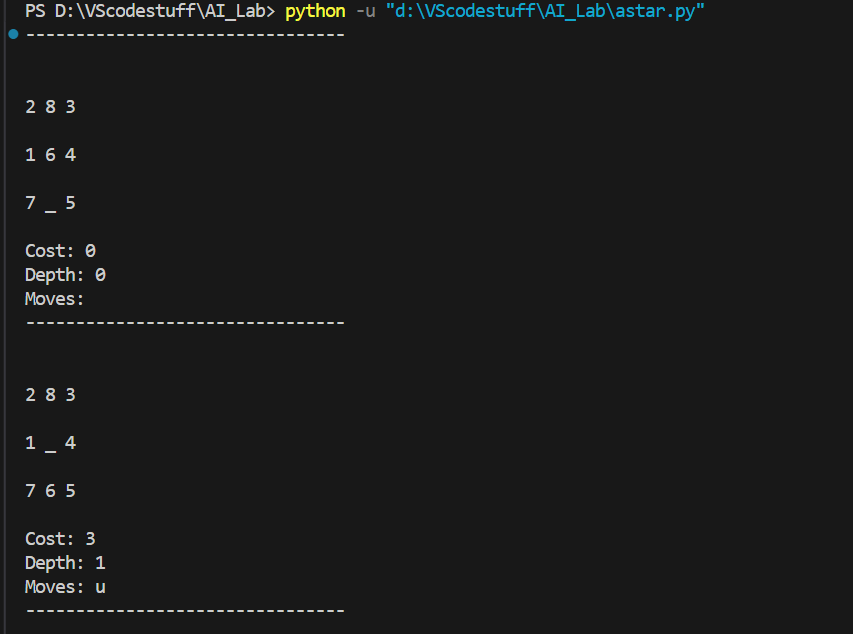 PS D:\VScodestuff\AI_Lab> python -u "d:\VScodestuff\AI_Lab\astar.py"
--------------------------------
2 8 3
1 6 4
7 _ 5
Cost: 0
Depth: 0
Moves:
--------------------------------
2 8 3
1 _ 4
7 6 5
Cost: 3
Depth: 1
Moves: u
--------------------------------